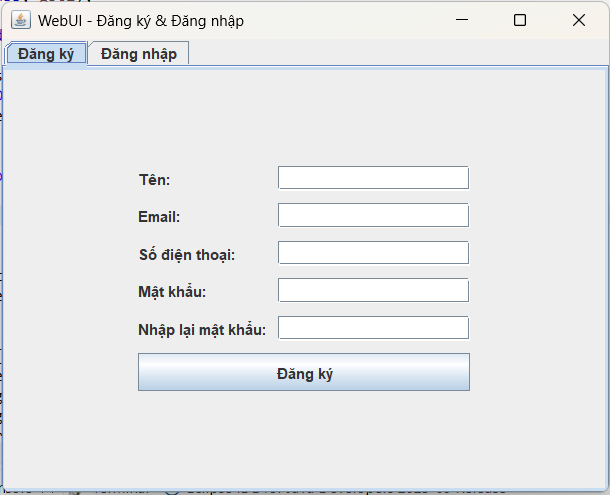 WebUI - Đăng ký & Đăng nhập
Đăng ký Đăng nhập
Tên:
Email:
Số điện thoại:
Mật khẩu:
Nhập lại mật khẩu:
Đăng ký